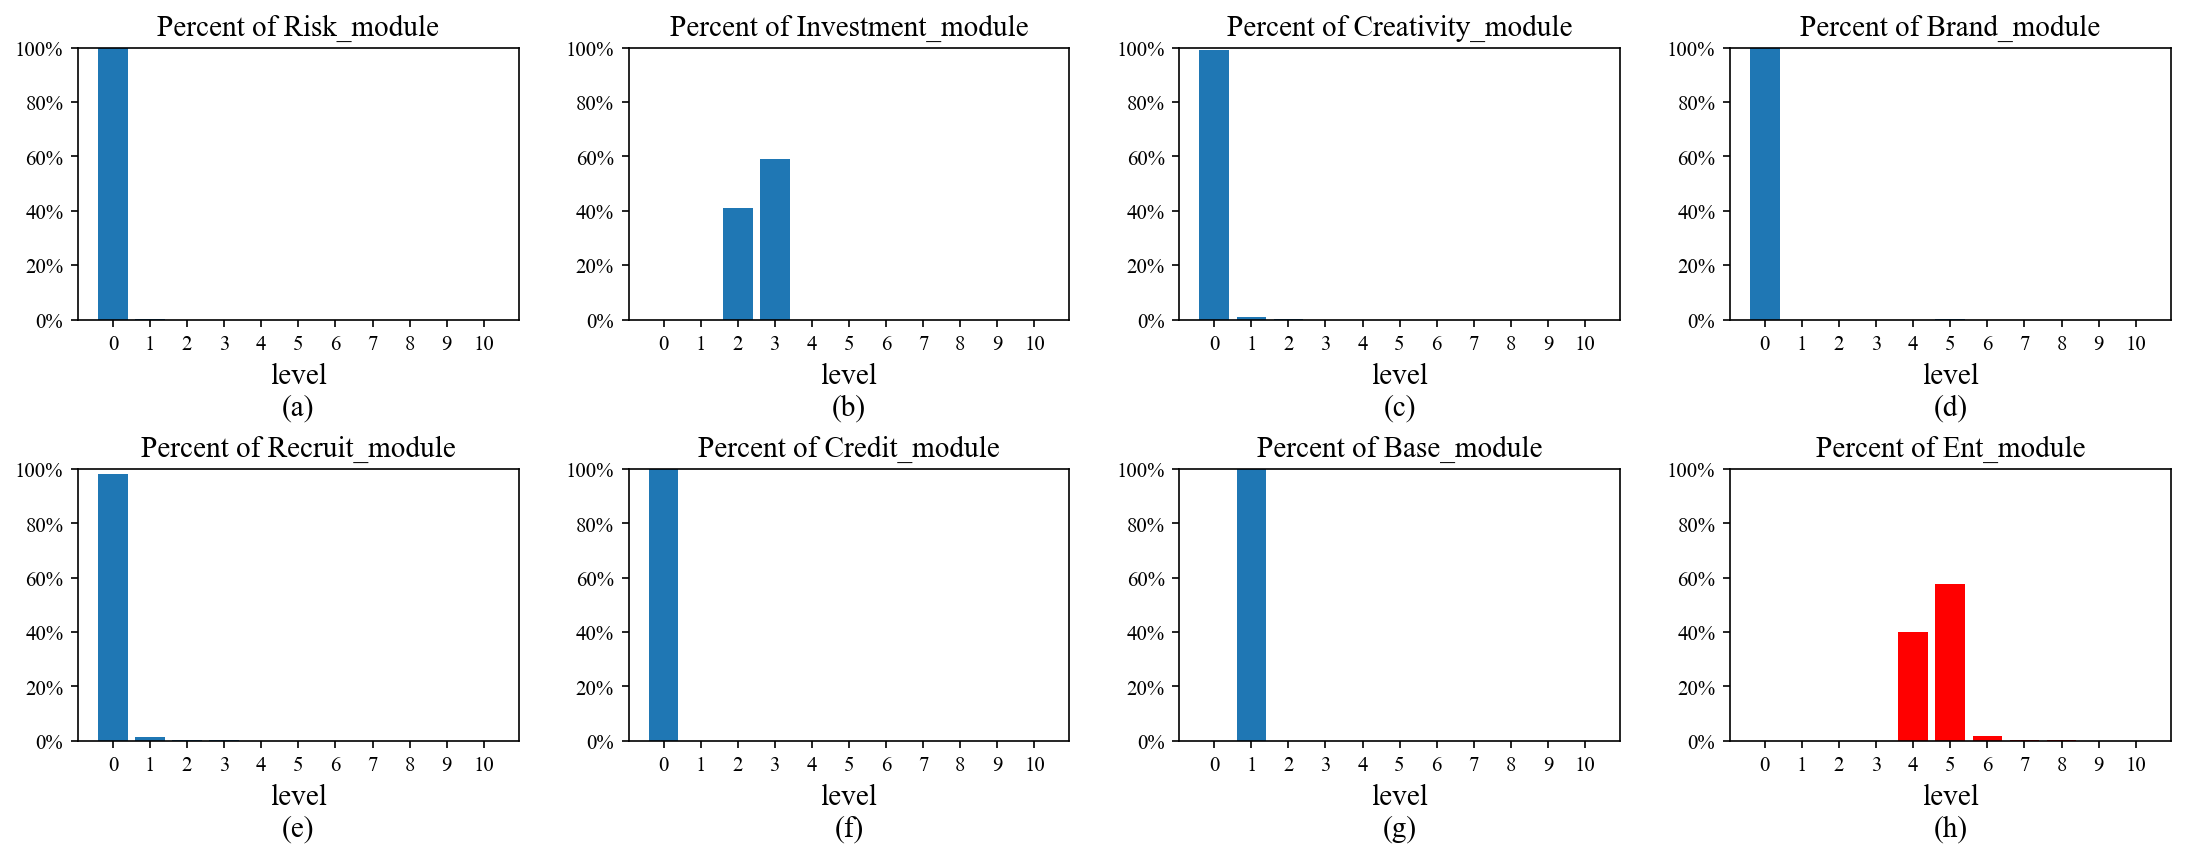 Percent of Risk_module
100%
80%
60%
40%
20%
0%
0 1 2 3 4 5 6 7 8 9 10
level
(a)
Percent of Investment_module
100%
80%
60%
40%
20%
0%
0 1 2 3 4 5 6 7 8 9 10
level
(b)
Percent of Creativity_module
100%
80%
60%
40%
20%
0%
0 1 2 3 4 5 6 7 8 9 10
level
(c)
Percent of Brand_module
100%
80%
60%
40%
20%
0%
0 1 2 3 4 5 6 7 8 9 10
level
(d)
Percent of Recruit_module
100%
80%
60%
40%
20%
0%
0 1 2 3 4 5 6 7 8 9 10
level
(e)
Percent of Credit_module
100%
80%
60%
40%
20%
0%
0 1 2 3 4 5 6 7 8 9 10
level
(f)
Percent of Base_module
100%
80%
60%
40%
20%
0%
0 1 2 3 4 5 6 7 8 9 10
level
(g)
Percent of Ent_module
100%
80%
60%
40%
20%
0%
0 1 2 3 4 5 6 7 8 9 10
level
(h)